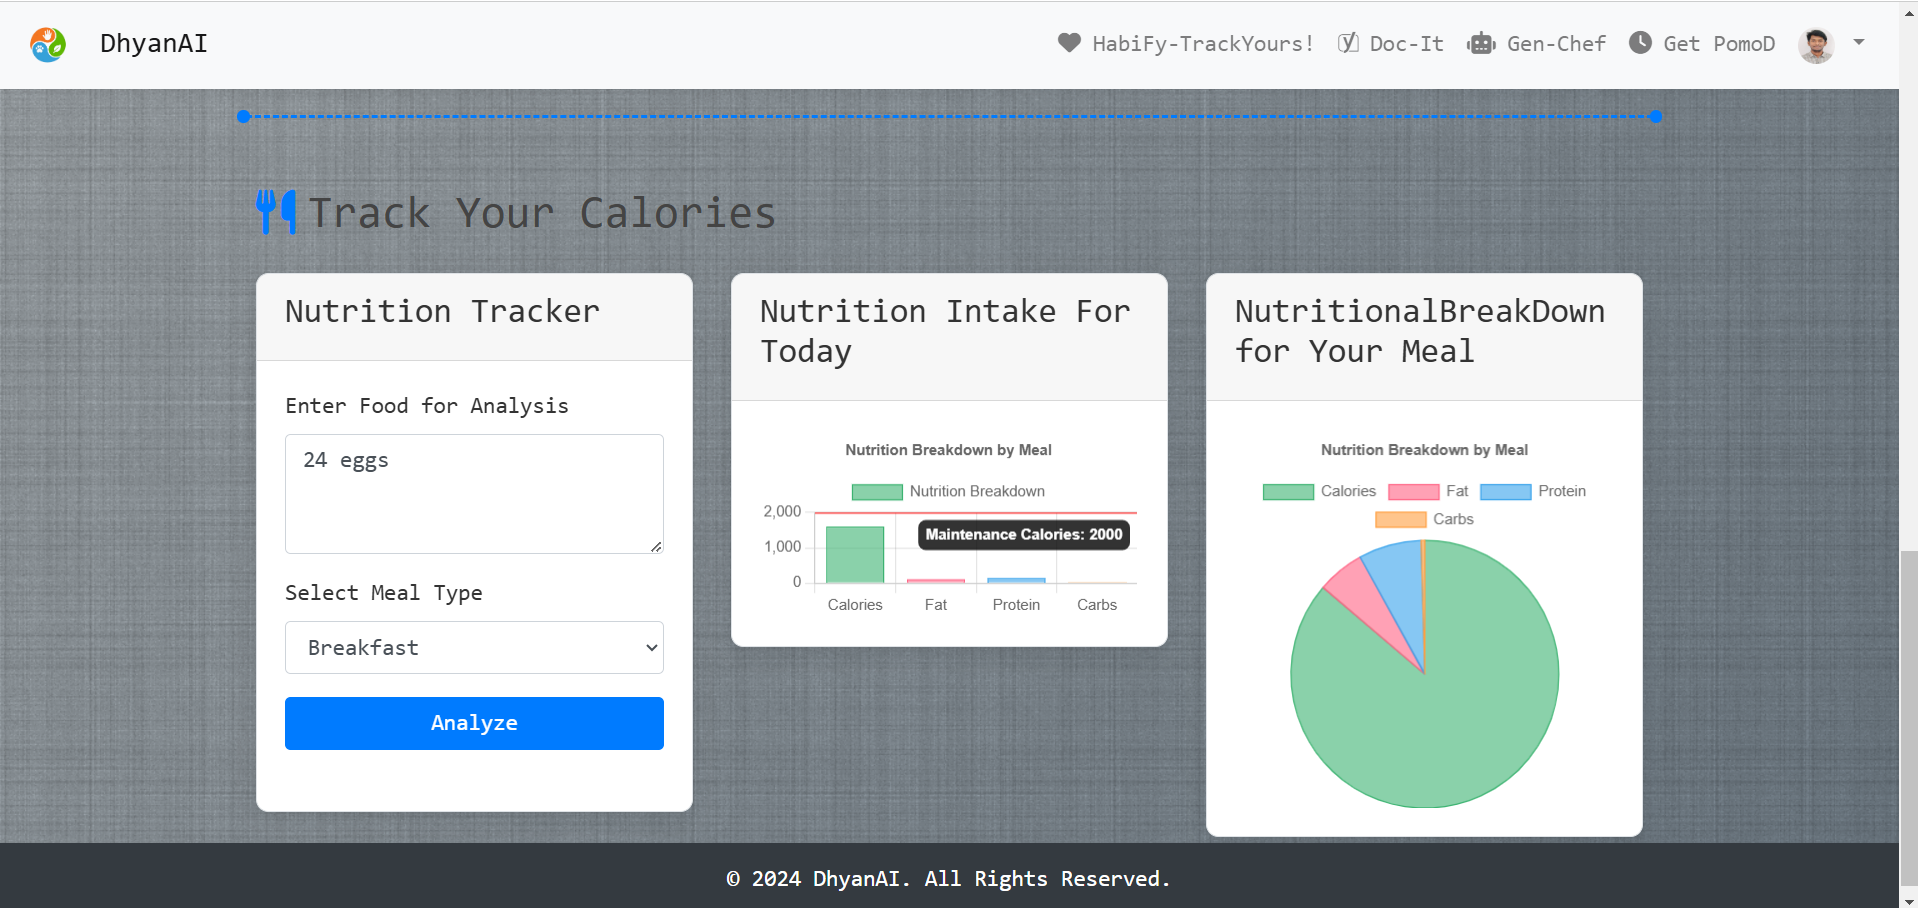 DhyanAI
HabiFy-TrackYours!
Doc-It
Gen-Chef
Get PomoD
Track Your Calories
Nutrition Tracker
Enter Food for Analysis
24 eggs
Select Meal Type
Breakfast
Analyze
Nutrition Intake For
Today
Nutrition Breakdown by Meal
Nutrition Breakdown
2,000
Maintenance Calories: 2000
1,000
0
Calories Fat Protein Carbs
NutritionalBreakDown
for Your Meal
Nutrition Breakdown by Meal
Calories Fat Protein
Carbs
© 2024 DhyanAI. All Rights Reserved.